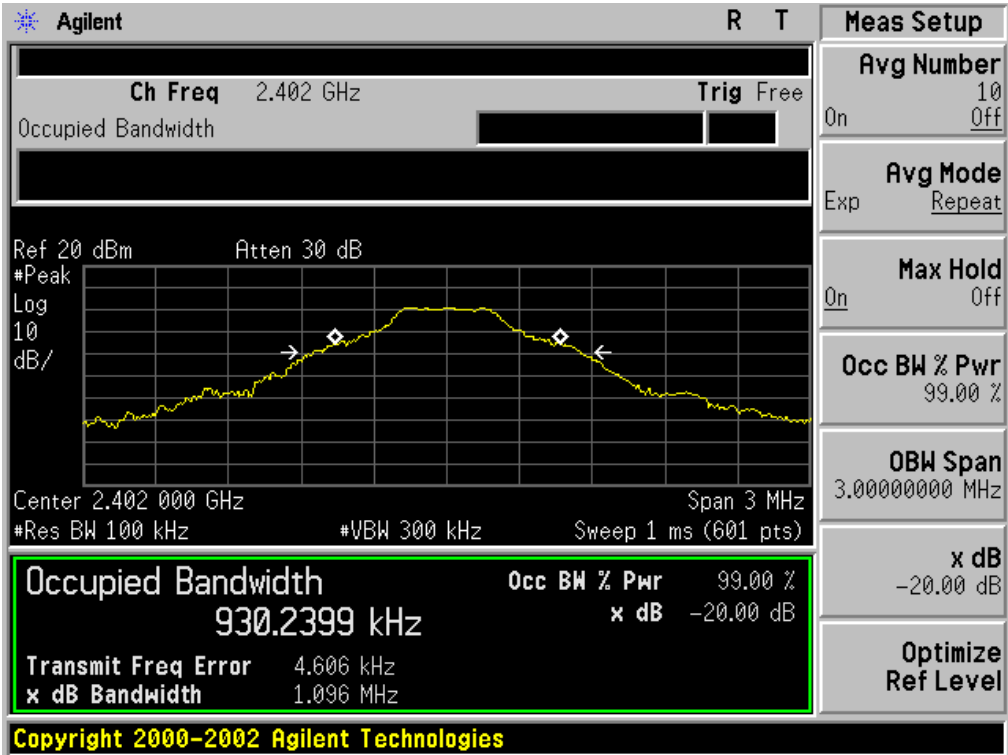 Agilent R T
Ch Freq 2.402 GHz Trig Free
Occupied Bandwidth
Ref 20 dBm Atten 30 dB
#Peak
Log
10
dB/
Center 2.402 000 GHz Span 3 MHz
#Res BW 100 kHz #VBW 300 kHz Sweep 1 ms (601 pts)
Occupied Bandwidth Occ BW % Pwr 99.00 %
930.2399 kHz x dB -20.00 dB
Transmit Freq Error 4.606 kHz
x dB Bandwidth 1.096 MHz
Copyright 2000-2002 Agilent Technologies
Meas Setup
Avg Number
10
On Off
Avg Mode
Exp Repeat
Max Hold
On Off
Occ BW % Pwr
99.00 %
OBW Span
3.00000000 MHz
x dB
-20.00 dB
Optimize
Ref Level